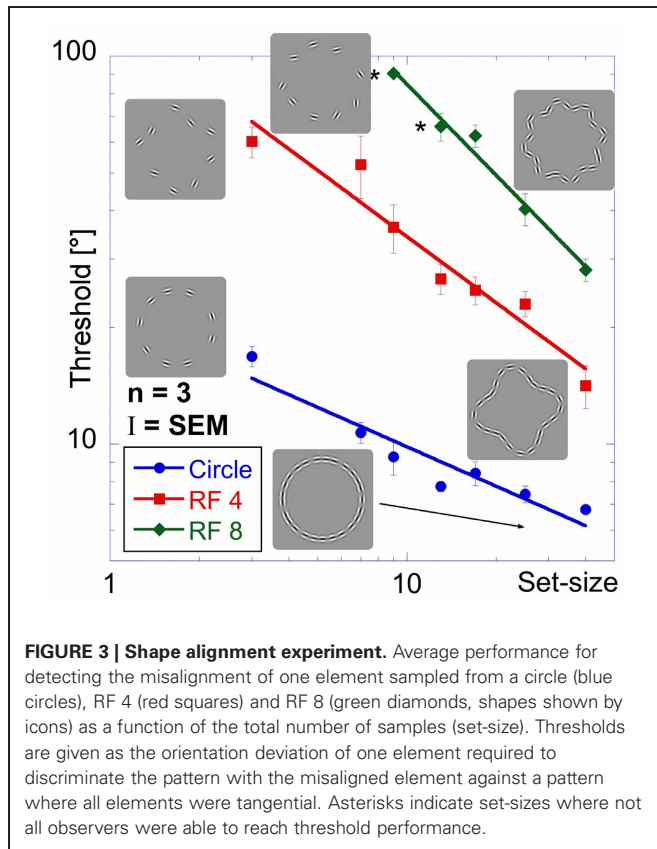 100
*
*
Threshold [°]
10
n = 3
I = SEM
Circle
RF 4
RF 8
1
10
Set-size
FIGURE 3 | Shape alignment experiment. Average performance for
detecting the misalignment of one element sampled from a circle (blue
circles), RF 4 (red squares) and RF 8 (green diamonds, shapes shown by
icons) as a function of the total number of samples (set-size). Thresholds
are given as the orientation deviation of one element required to
discriminate the pattern with the misaligned element against a pattern
where all elements were tangential. Asterisks indicate set-sizes where not
all observers were able to reach threshold performance.